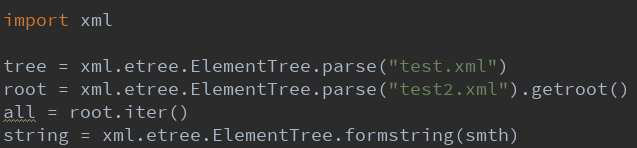 import xml
tree = xml.etree.ElementTree.parse("test.xml")
root = xml.etree.ElementTree.parse("test2.xml").getroot()
all = root.iter()
string = xml.etree.ElementTree.formstring(smth)